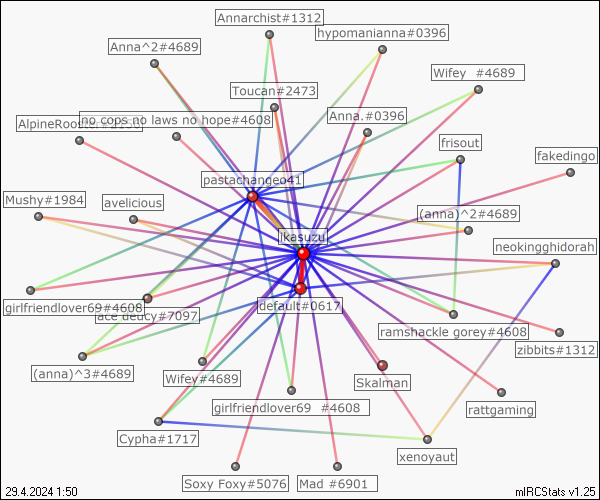 Annarchist#1312
hypomanianna#0396
Anna^2#4689
Wifey #4689
Toucan#2473
no cops no laws no hope#4608
Anna.#0396
frisout
fakedingo
pastachangeo41
Mushy#1984
avelicious
(anna)^2#4689
ikasuzu
neokingghidorah
girlfriendlover69#4608
default#0617
ace deucy#7097
ramshackle gorey#4608
zibbits#1312
(anna)^3#4689
Wifey#4689
Skalman
girlfriendlover69 #4608
rattgaming
Cypha#1717
xenoyaut
Soxy Foxy#5076
Mad #6901
29.4.2024 1:50
mIRCStats v1.25